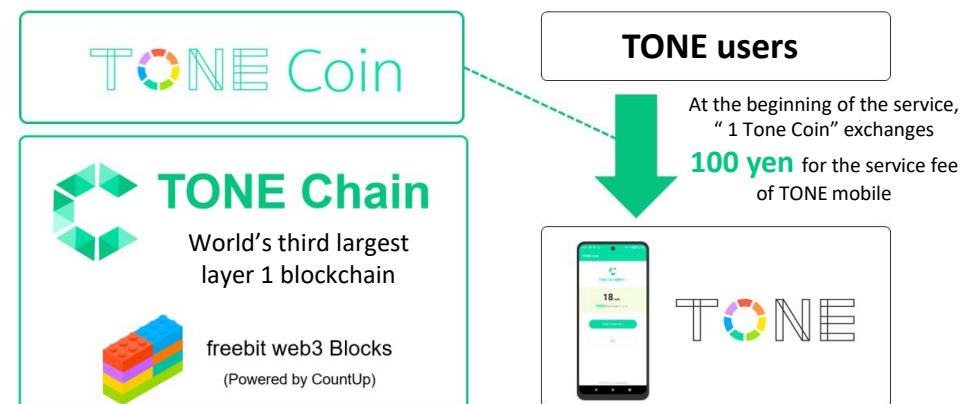 TONE Coin
TONE Chain
World’s third largest
layer 1 blockchain
freebit web3 Blocks
(Powered by CountUp)
TONE users
At the beginning of the service,
“ 1 Tone Coin” exchanges
100 yen for the service fee
of TONE mobile
18
TONE